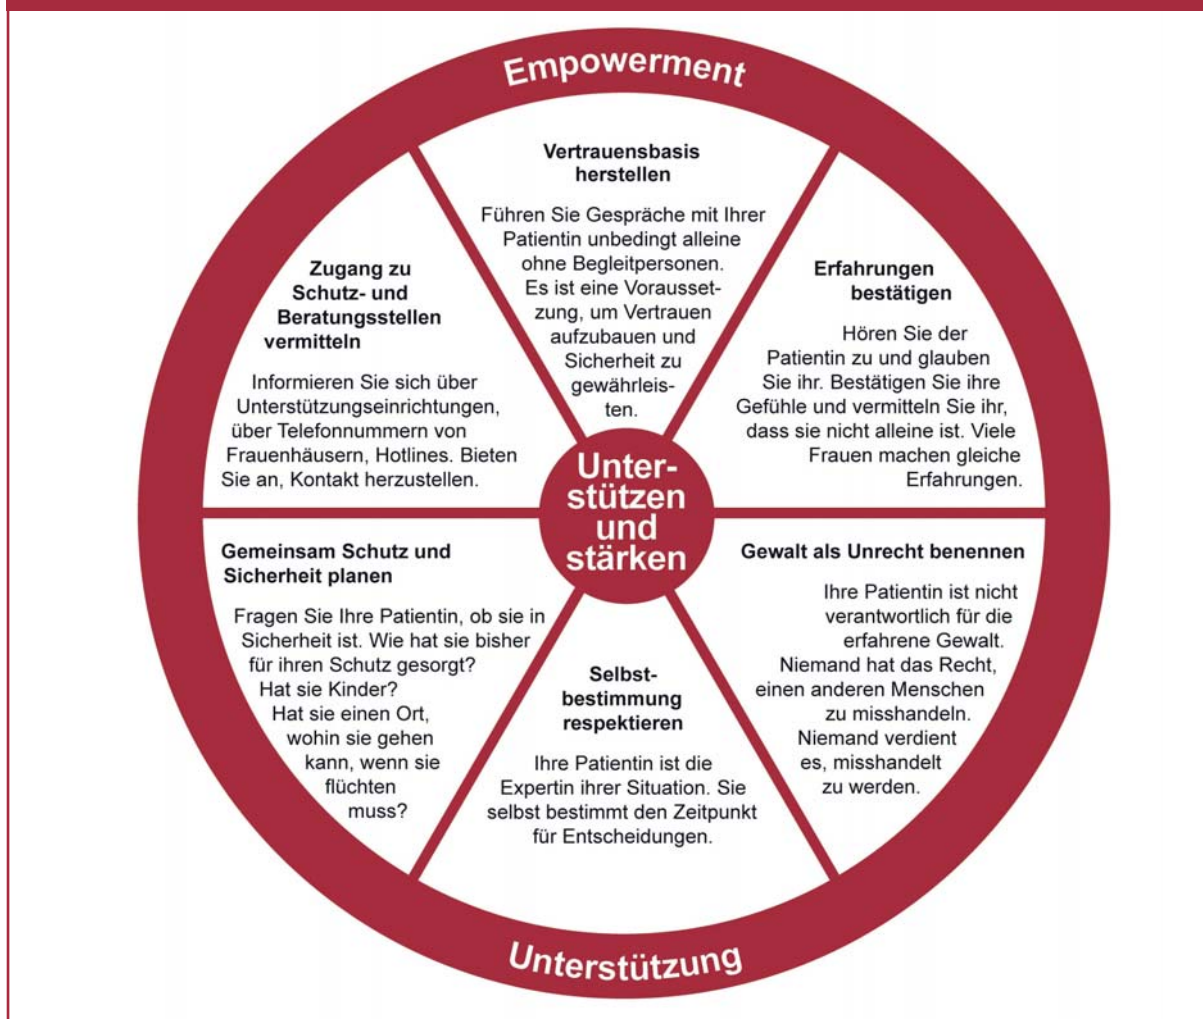 Empowerment
Vertrauensbasis
herstellen
Führen Sie Gespräche mit Ihrer
Patientin unbedingt alleine
ohne Begleitpersonen.
Es ist eine Vorausset-
zung, um Vertrauen
aufzubauen und
Sicherheit zu
gewährleis-
ten.
Erfahrungen
bestätigen
Hören Sie der
Patientin zu und glauben
Sie ihr. Bestätigen Sie ihre
Gefühle und vermitteln Sie ihr,
dass sie nicht alleine ist. Viele
Frauen machen gleiche
Erfahrungen.
Gewalt als Unrecht benennen
Ihre Patientin ist nicht
verantwortlich für die
erfahrene Gewalt.
Niemand hat das Recht,
einen anderen Menschen
zu misshandeln.
Niemand verdient
es, misshandelt
zu werden.
Selbst-
bestimmung
respektieren
Ihre Patientin ist die
Expertin ihrer Situation. Sie
selbst bestimmt den Zeitpunkt
für Entscheidungen.
Gemeinsam Schutz und
Sicherheit planen
Fragen Sie Ihre Patientin, ob sie in
Sicherheit ist. Wie hat sie bisher
für ihren Schutz gesorgt?
Hat sie Kinder?
Hat sie einen Ort,
wohin sie gehen
kann, wenn sie
flüchten
muss?
Zugang zu
Schutz- und
Beratungsstellen
vermitteln
Informieren Sie sich über
Unterstützungseinrichtungen,
über Telefonnummern von
Frauenhäusern, Hotlines. Bieten
Sie an, Kontakt herzustellen.
Unter-
stützen
und
stärken
Unterstützung